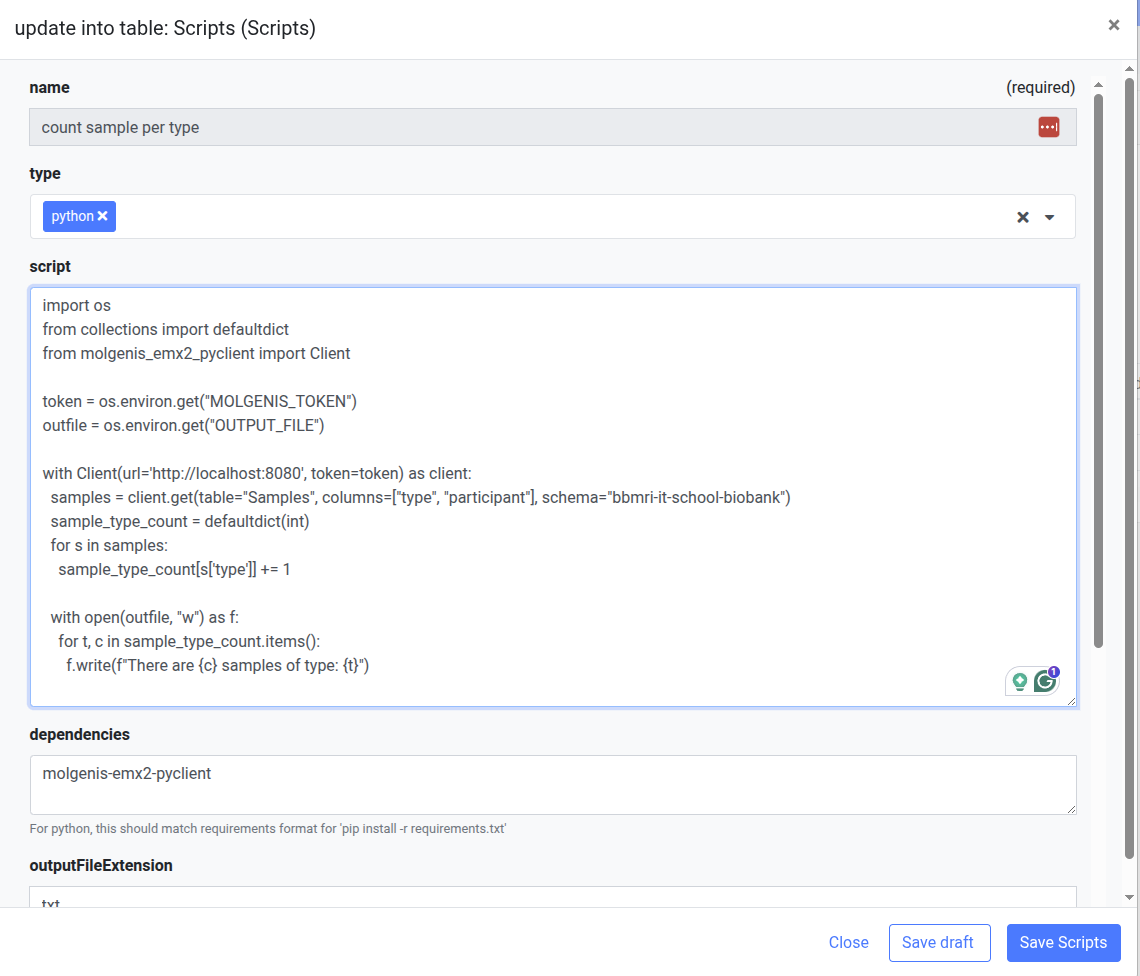 update into table: Scripts (Scripts)
×
name (required)
count sample per type
type
python ×
script
import os
from collections import defaultdict
from molgenis_emx2_pyclient import Client
token = os.environ.get("MOLGENIS_TOKEN")
outfile = os.environ.get("OUTPUT_FILE")
with Client(url='http://localhost:8080', token=token) as client:
  samples = client.get(table="Samples", columns=["type", "participant"], schema="bbmri-it-school-biobank")
  sample_type_count = defaultdict(int)
  for s in samples:
    sample_type_count[s['type']] += 1
  with open(outfile, "w") as f:
    for t, c in sample_type_count.items():
      f.write(f"There are {c} samples of type: {t}")
1
dependencies
molgenis-emx2-pyclient
For python, this should match requirements format for 'pip install -r requirements.txt'
outputFileExtension
txt
Close Save draft Save Scripts